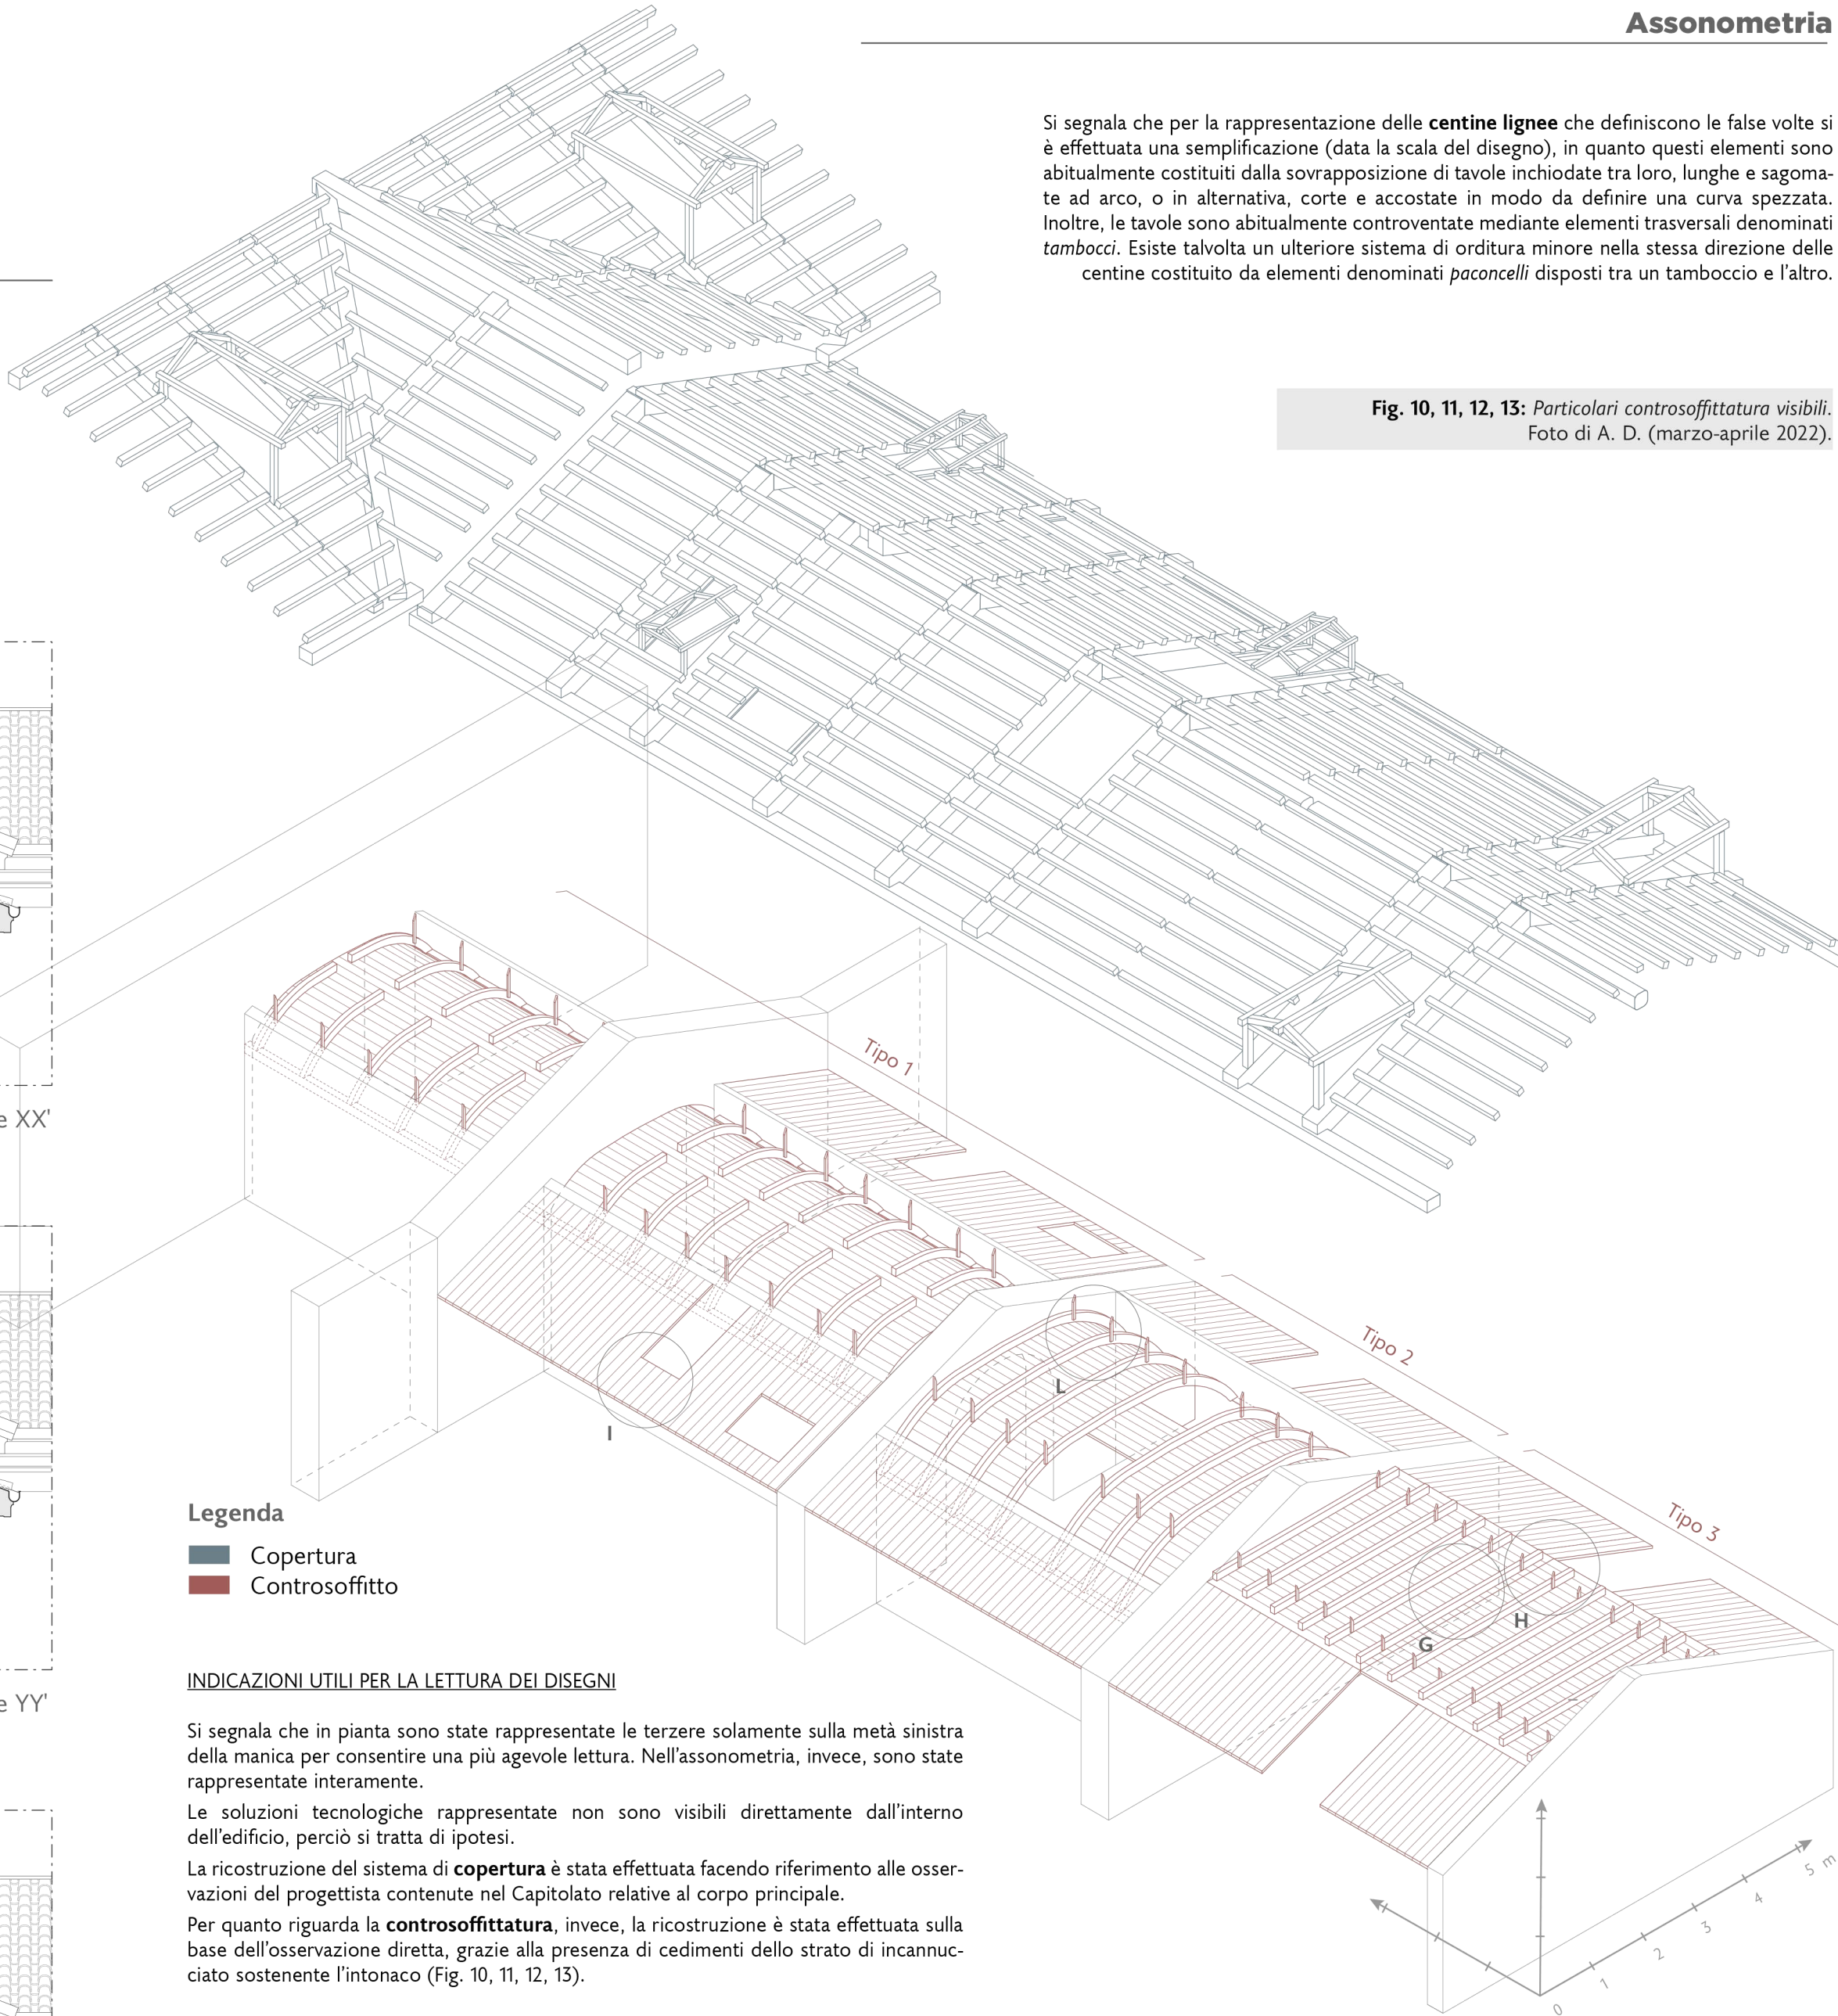 Assonometria
Si segnala che per la rappresentazione delle centine lignee che definiscono le false volte si
è effettuata una semplificazione (data la scala del disegno), in quanto questi elementi sono
abitualmente costituiti dalla sovrapposizione di tavole inchiodate tra loro, lunghe e sagoma-
te ad arco, o in alternativa, corte e accostate in modo da definire una curva spezzata.
Inoltre, le tavole sono abitualmente controventate mediante elementi trasversali denominati
tambocci. Esiste talvolta un ulteriore sistema di orditura minore nella stessa direzione delle
centine costituito da elementi denominati paconcelli disposti tra un tamboccio e l'altro.
Fig. 10, 11, 12, 13: Particolari controsoffittatura visibili.
Foto di A. D. (marzo-aprile 2022).
e XX'
e YY'
Tipo 1
Tipo 2
Tipo 3
I
L
G
H
Legenda
Copertura
Controsoffitto
INDICAZIONI UTILI PER LA LETTURA DEI DISEGNI
Si segnala che in pianta sono state rappresentate le terzere solamente sulla metà sinistra
della manica per consentire una più agevole lettura. Nell'assonometria, invece, sono state
rappresentate interamente.
Le soluzioni tecnologiche rappresentate non sono visibili direttamente dall'interno
dell'edificio, perciò si tratta di ipotesi.
La ricostruzione del sistema di copertura è stata effettuata facendo riferimento alle osser-
vazioni del progettista contenute nel Capitolato relative al corpo principale.
Per quanto riguarda la controsoffittatura, invece, la ricostruzione è stata effettuata sulla
base dell'osservazione diretta, grazie alla presenza di cedimenti dello strato di incannuc-
ciato sostenente l'intonaco (Fig. 10, 11, 12, 13).
0 1 2 3 4 5 m